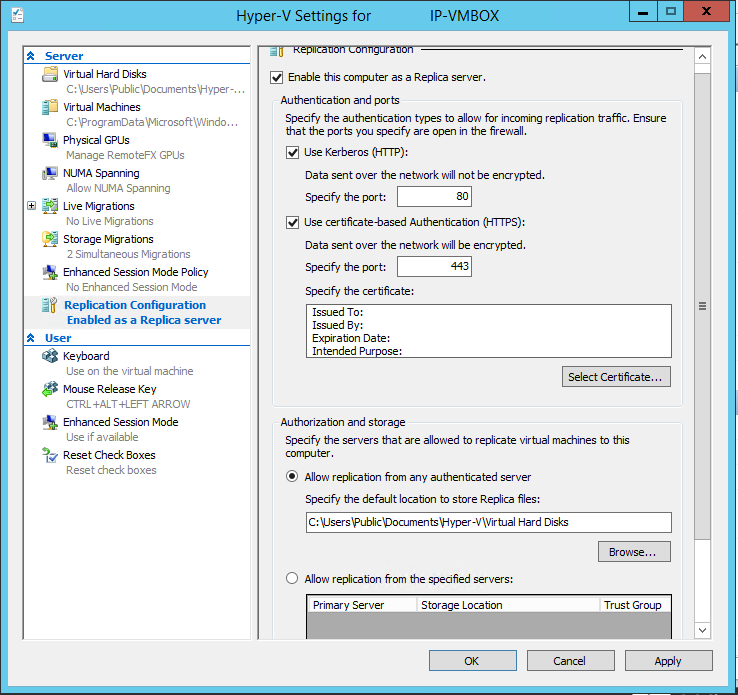 Hyper-V Settings for IP-VMBOX
Server
Virtual Hard Disks
C:\Users\Public\Documents\Hyper-...
Virtual Machines
C:\ProgramData\Microsoft\Windo...
Physical GPUs
Manage RemoteFX GPUs
NUMA Spanning
Allow NUMA Spanning
Live Migrations
No Live Migrations
Storage Migrations
2 Simultaneous Migrations
Enhanced Session Mode Policy
No Enhanced Session Mode
Replication Configuration
Enabled as a Replica server
User
Keyboard
Use on the virtual machine
Mouse Release Key
CTRL+ALT+LEFT ARROW
Enhanced Session Mode
Use if available
Reset Check Boxes
Reset check boxes
Replication Configuration
Enable this computer as a Replica server.
Authentication and ports
Specify the authentication types to allow for incoming replication traffic. Ensure
that the ports you specify are open in the firewall.
Use Kerberos (HTTP):
Data sent over the network will not be encrypted.
Specify the port: 80
Use certificate-based Authentication (HTTPS):
Data sent over the network will be encrypted.
Specify the port: 443
Specify the certificate:
Issued To:
Issued By:
Expiration Date:
Intended Purpose:
Select Certificate...
Authorization and storage
Specify the servers that are allowed to replicate virtual machines to this
computer.
Allow replication from any authenticated server
Specify the default location to store Replica files:
C:\Users\Public\Documents\Hyper-V\Virtual Hard Disks
Browse...
Allow replication from the specified servers:
Primary Server Storage Location Trust Group
OK Cancel Apply